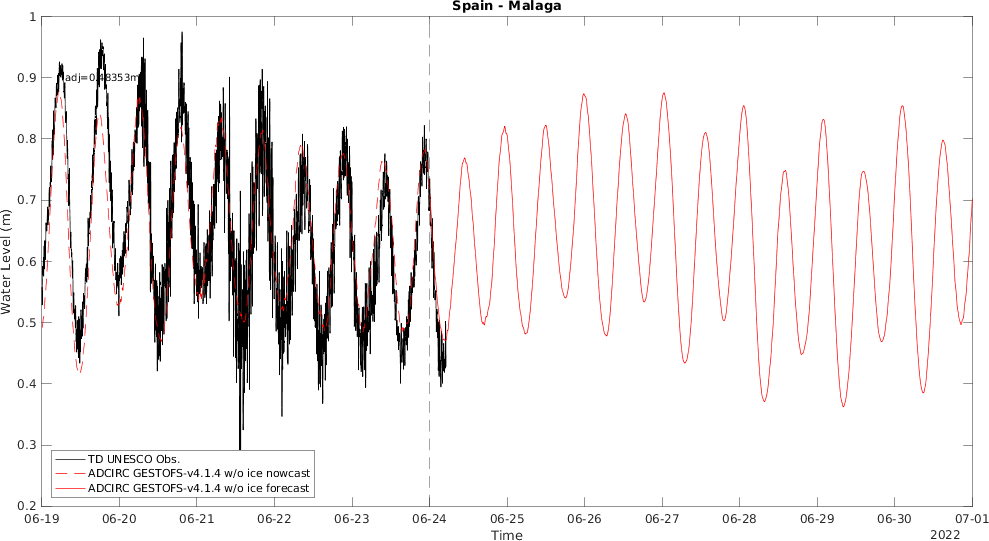 Spain - Malaga
1
0.9
0.8
0.7
0.6
0.5
0.4
0.3
0.2
Water Level (m)
adj=0.48353m
TD UNESCO Obs.
ADCIRC GESTOFS-v4.1.4 w/o ice nowcast
ADCIRC GESTOFS-v4.1.4 w/o ice forecast
06-19 06-20 06-21 06-22 06-23 06-24 06-25 06-26 06-27 06-28 06-29 06-30 07-01
Time
2022